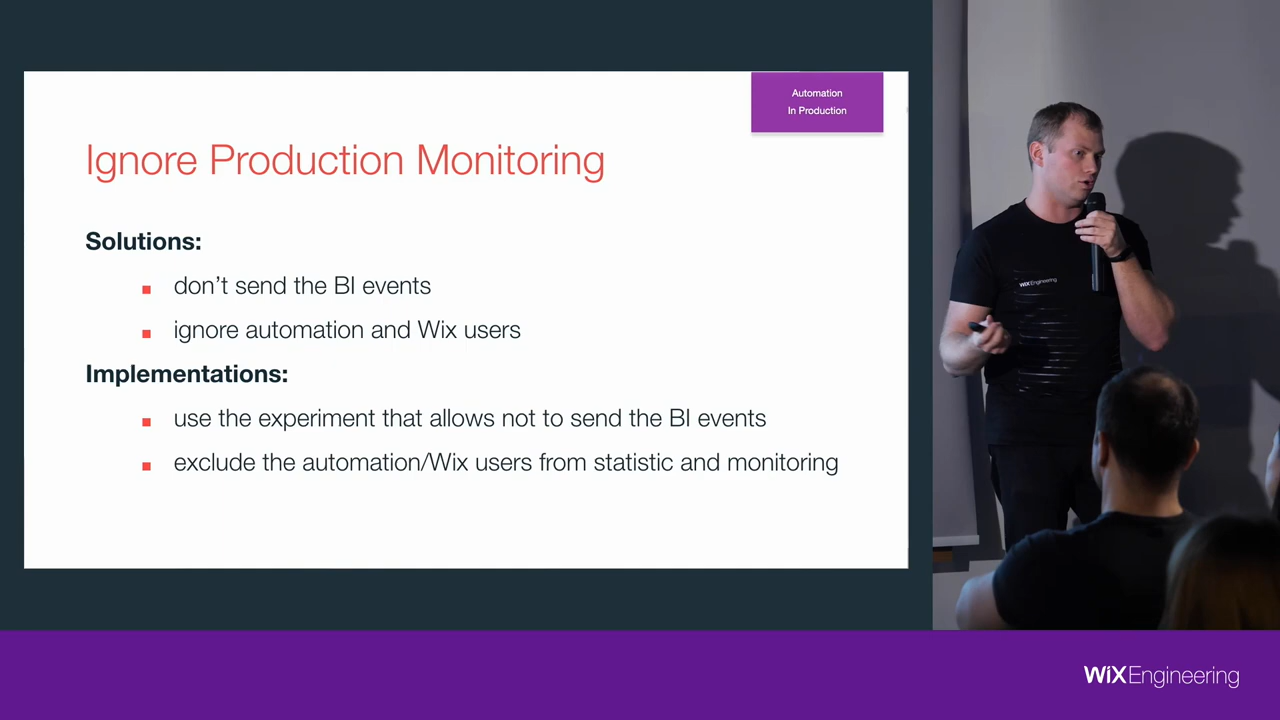 Automation
In Production
Ignore Production Monitoring
Solutions:
don’t send the BI events
ignore automation and Wix users
Implementations:
use the experiment that allows not to send the BI events
exclude the automation/Wix users from statistic and monitoring
WiXEngineering
WiXEngineering